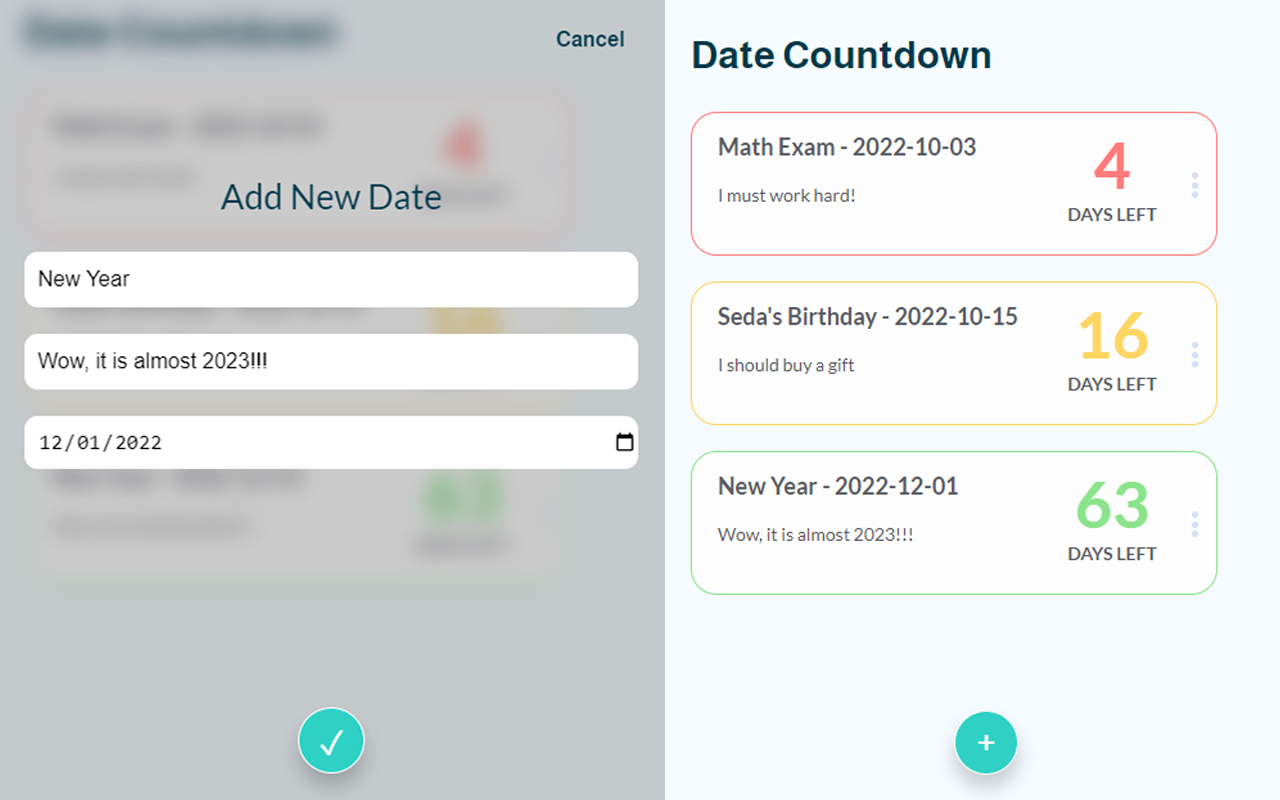 Cancel
Add New Date
New Year
Wow, it is almost 2023!!!
12/01/2022
Date Countdown
Math Exam - 2022-10-03
I must work hard!
4
DAYS LEFT
Seda's Birthday - 2022-10-15
I should buy a gift
16
DAYS LEFT
New Year - 2022-12-01
Wow, it is almost 2023!!!
63
DAYS LEFT
+